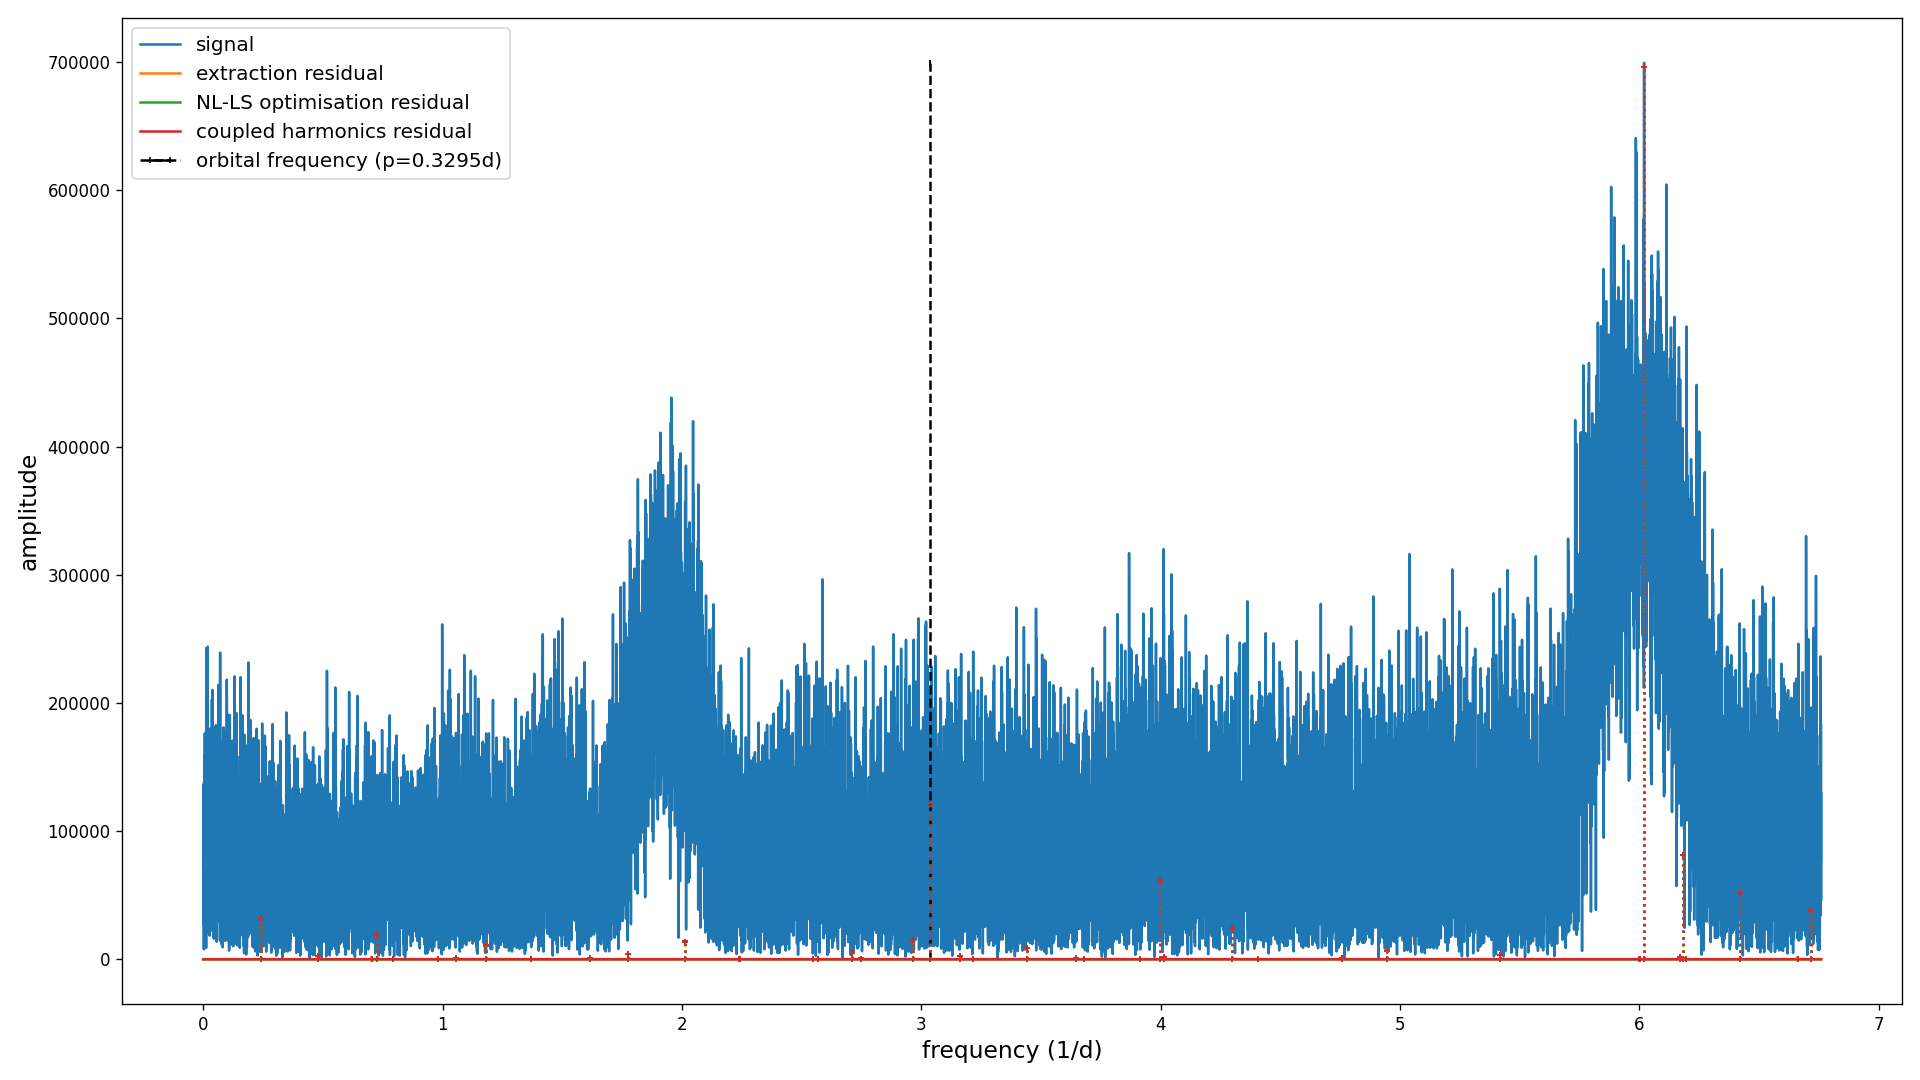 signal
extraction residual
NL-LS optimisation residual
coupled harmonics residual
orbital frequency (p=0.3295d)
amplitude
700000
600000
500000
400000
300000
200000
100000
0
0 1 2 3 4 5 6 7
frequency (1/d)